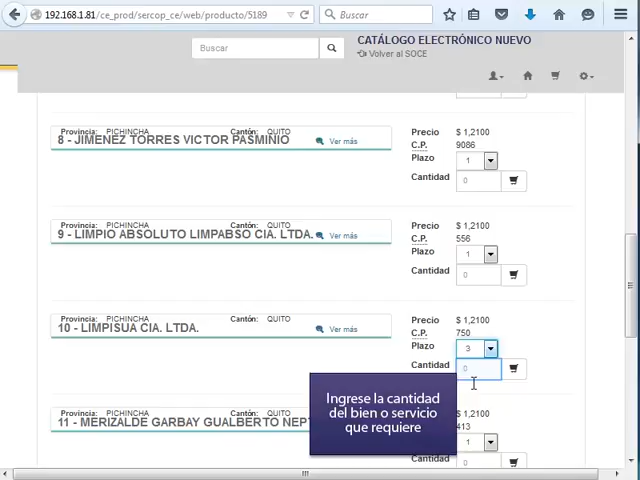 192.168.1.81/ce_prod/sercop_ce/web/producto/5189
Buscar
CATÁLOGO ELECTRÓNICO NUEVO
Volver al SOCE
Buscar
Provincia: PICHINCHA Cantón: QUITO
8 - JIMENEZ TORRES VICTOR PASMINIO
Ver más
Precio $ 1,2100
C.P. 9086
Plazo 1
Cantidad 0
Provincia: PICHINCHA Cantón: QUITO
9 - LIMPIO ABSOLUTO LIMPABSO CIA. LTDA.
Ver más
Precio $ 1,2100
C.P. 556
Plazo 1
Cantidad 0
Provincia: PICHINCHA Cantón: QUITO
10 - LIMPISUA CIA. LTDA.
Ver más
Precio $ 1,2100
C.P. 750
Plazo 3
Cantidad 0
Ingrese la cantidad
del bien o servicio
que requiere
Provincia: PICHINCHA Cantón: QUITO
11 - MERIZALDE GARBAY GUALBERTO NEPT
$ 1,2100
413
1
Cantidad 0